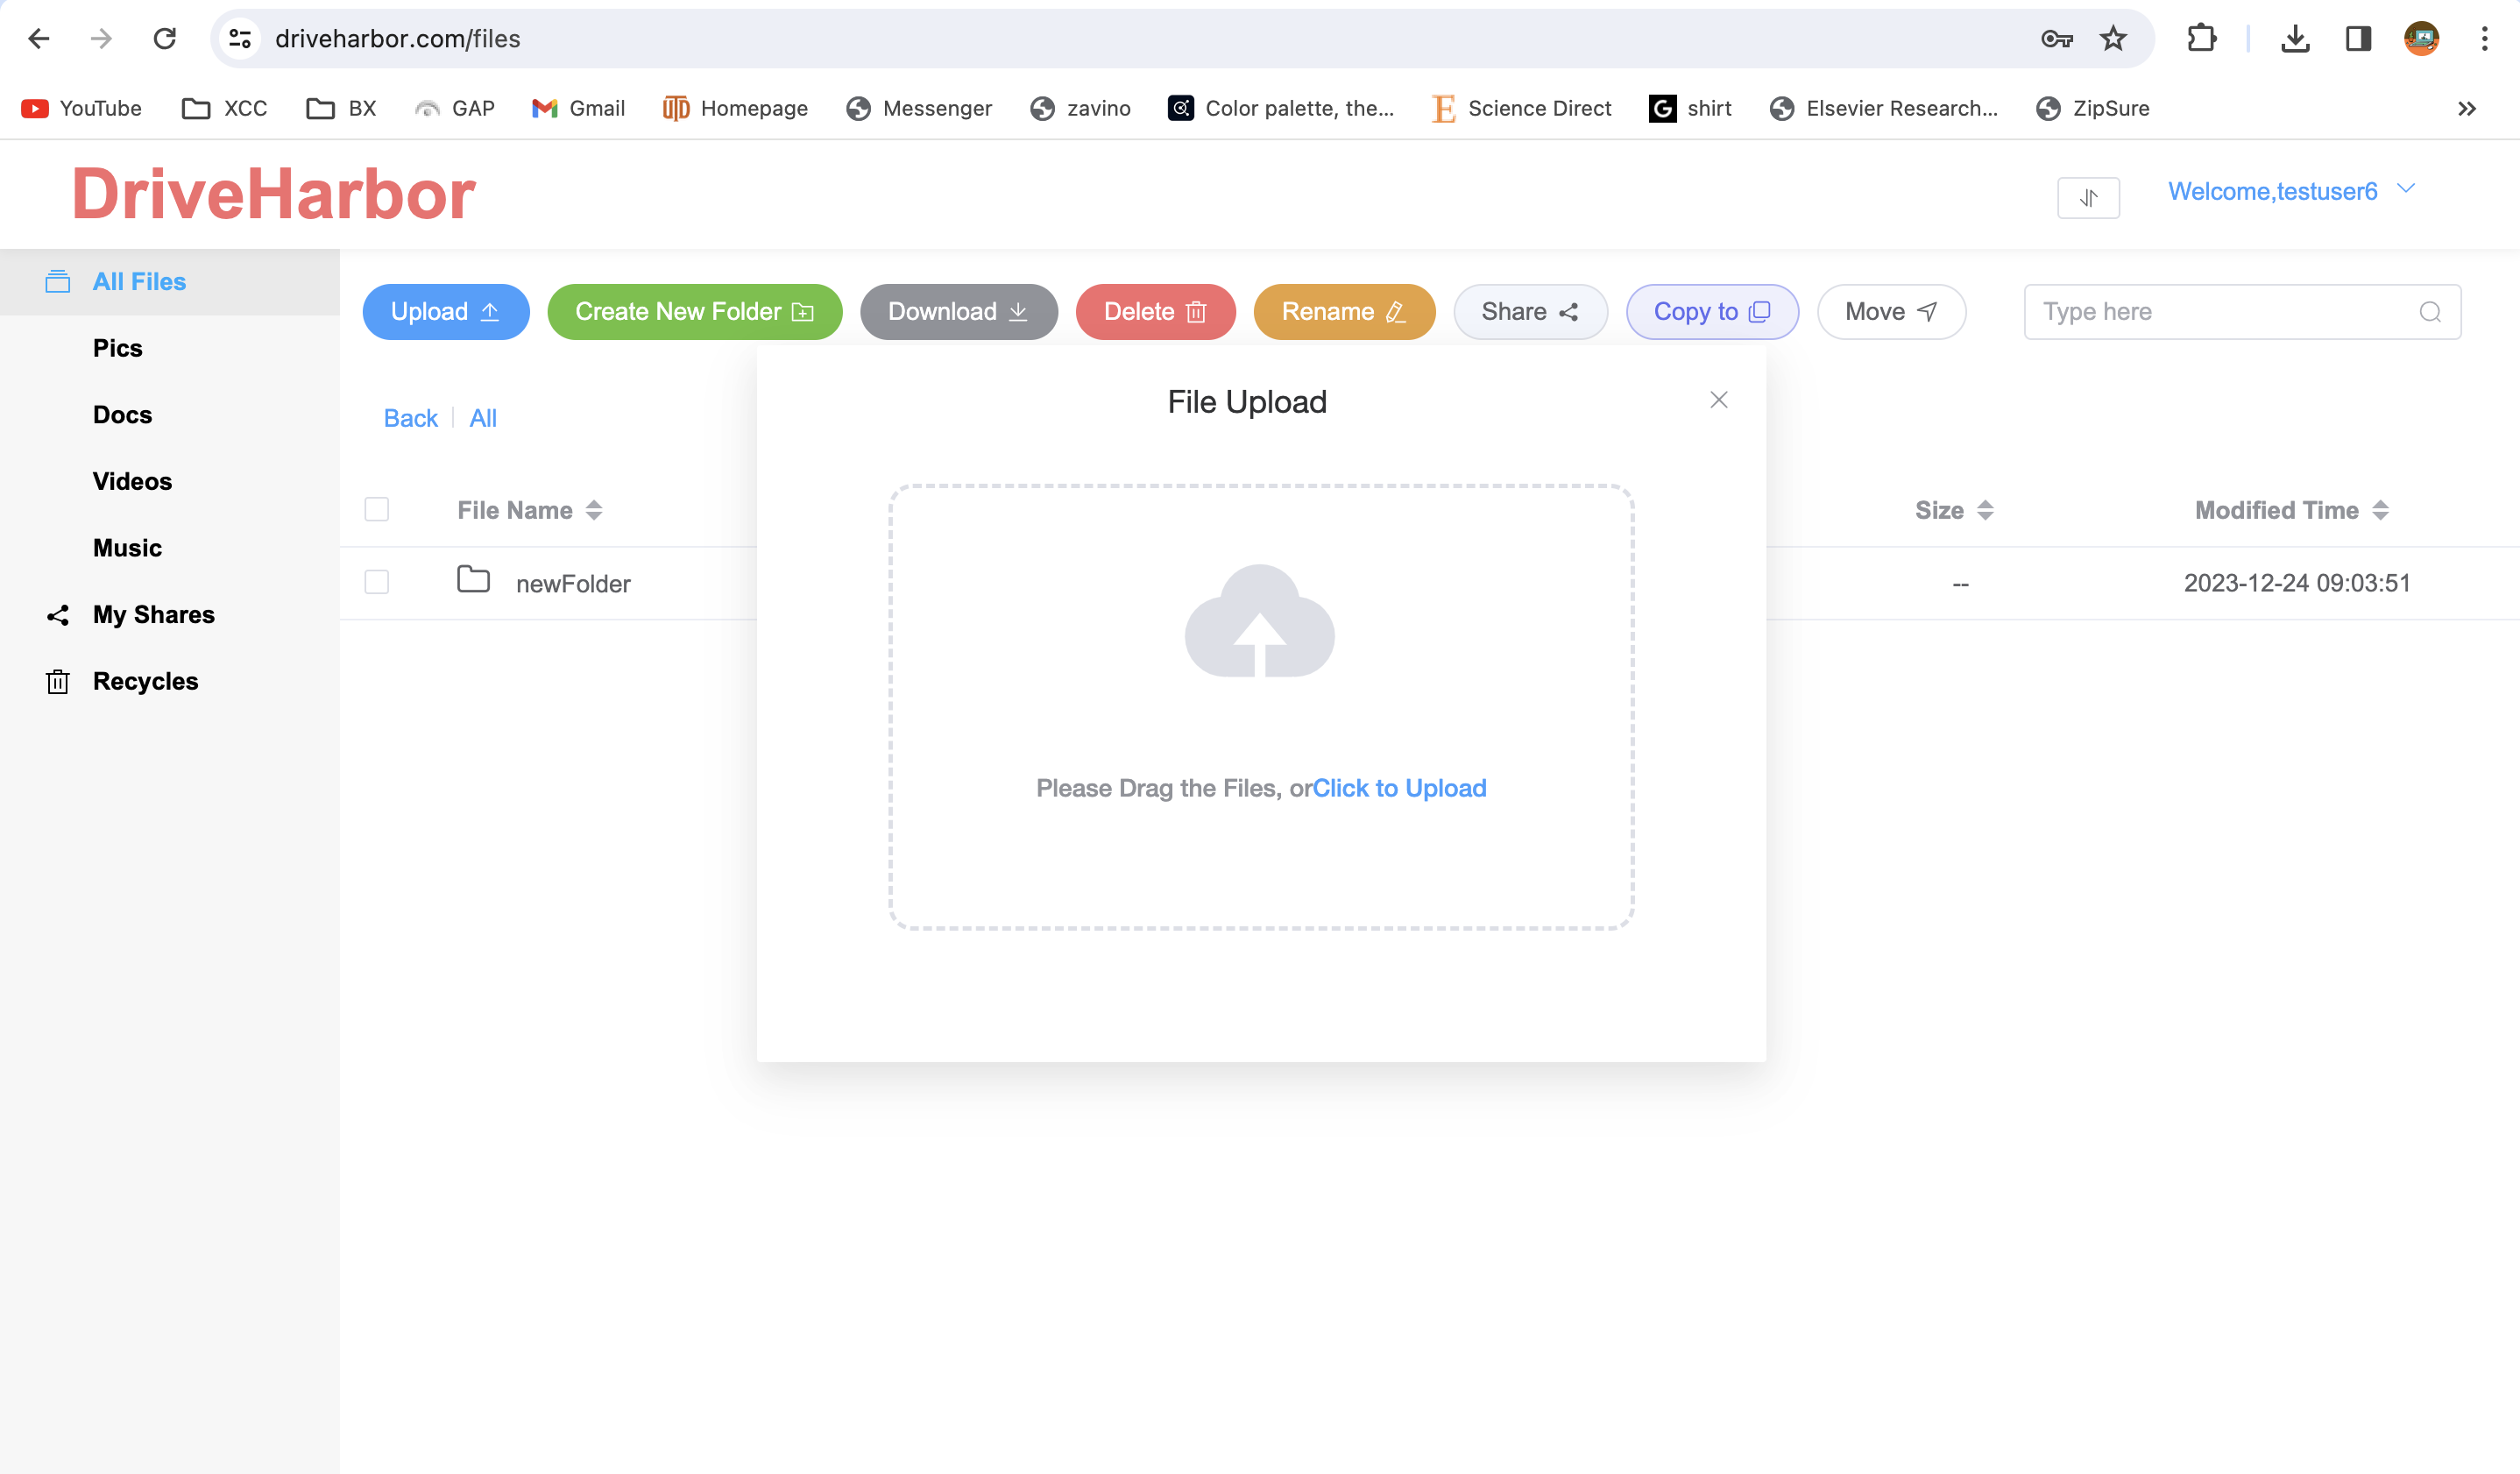 driveharbor.com/files
YouTube XCC BX GAP Gmail Homepage Messenger zavino Color palette, the... Science Direct shirt Elsevier Research... ZipSure
DriveHarbor
Welcome,testuser6
All Files
Pics
Docs
Videos
Music
My Shares
Recycles
Upload Create New Folder Download Delete Rename Share Copy to Move Type here
Back All
File Name Size Modified Time
newFolder -- 2023-12-24 09:03:51
File Upload
Please Drag the Files, orClick to Upload